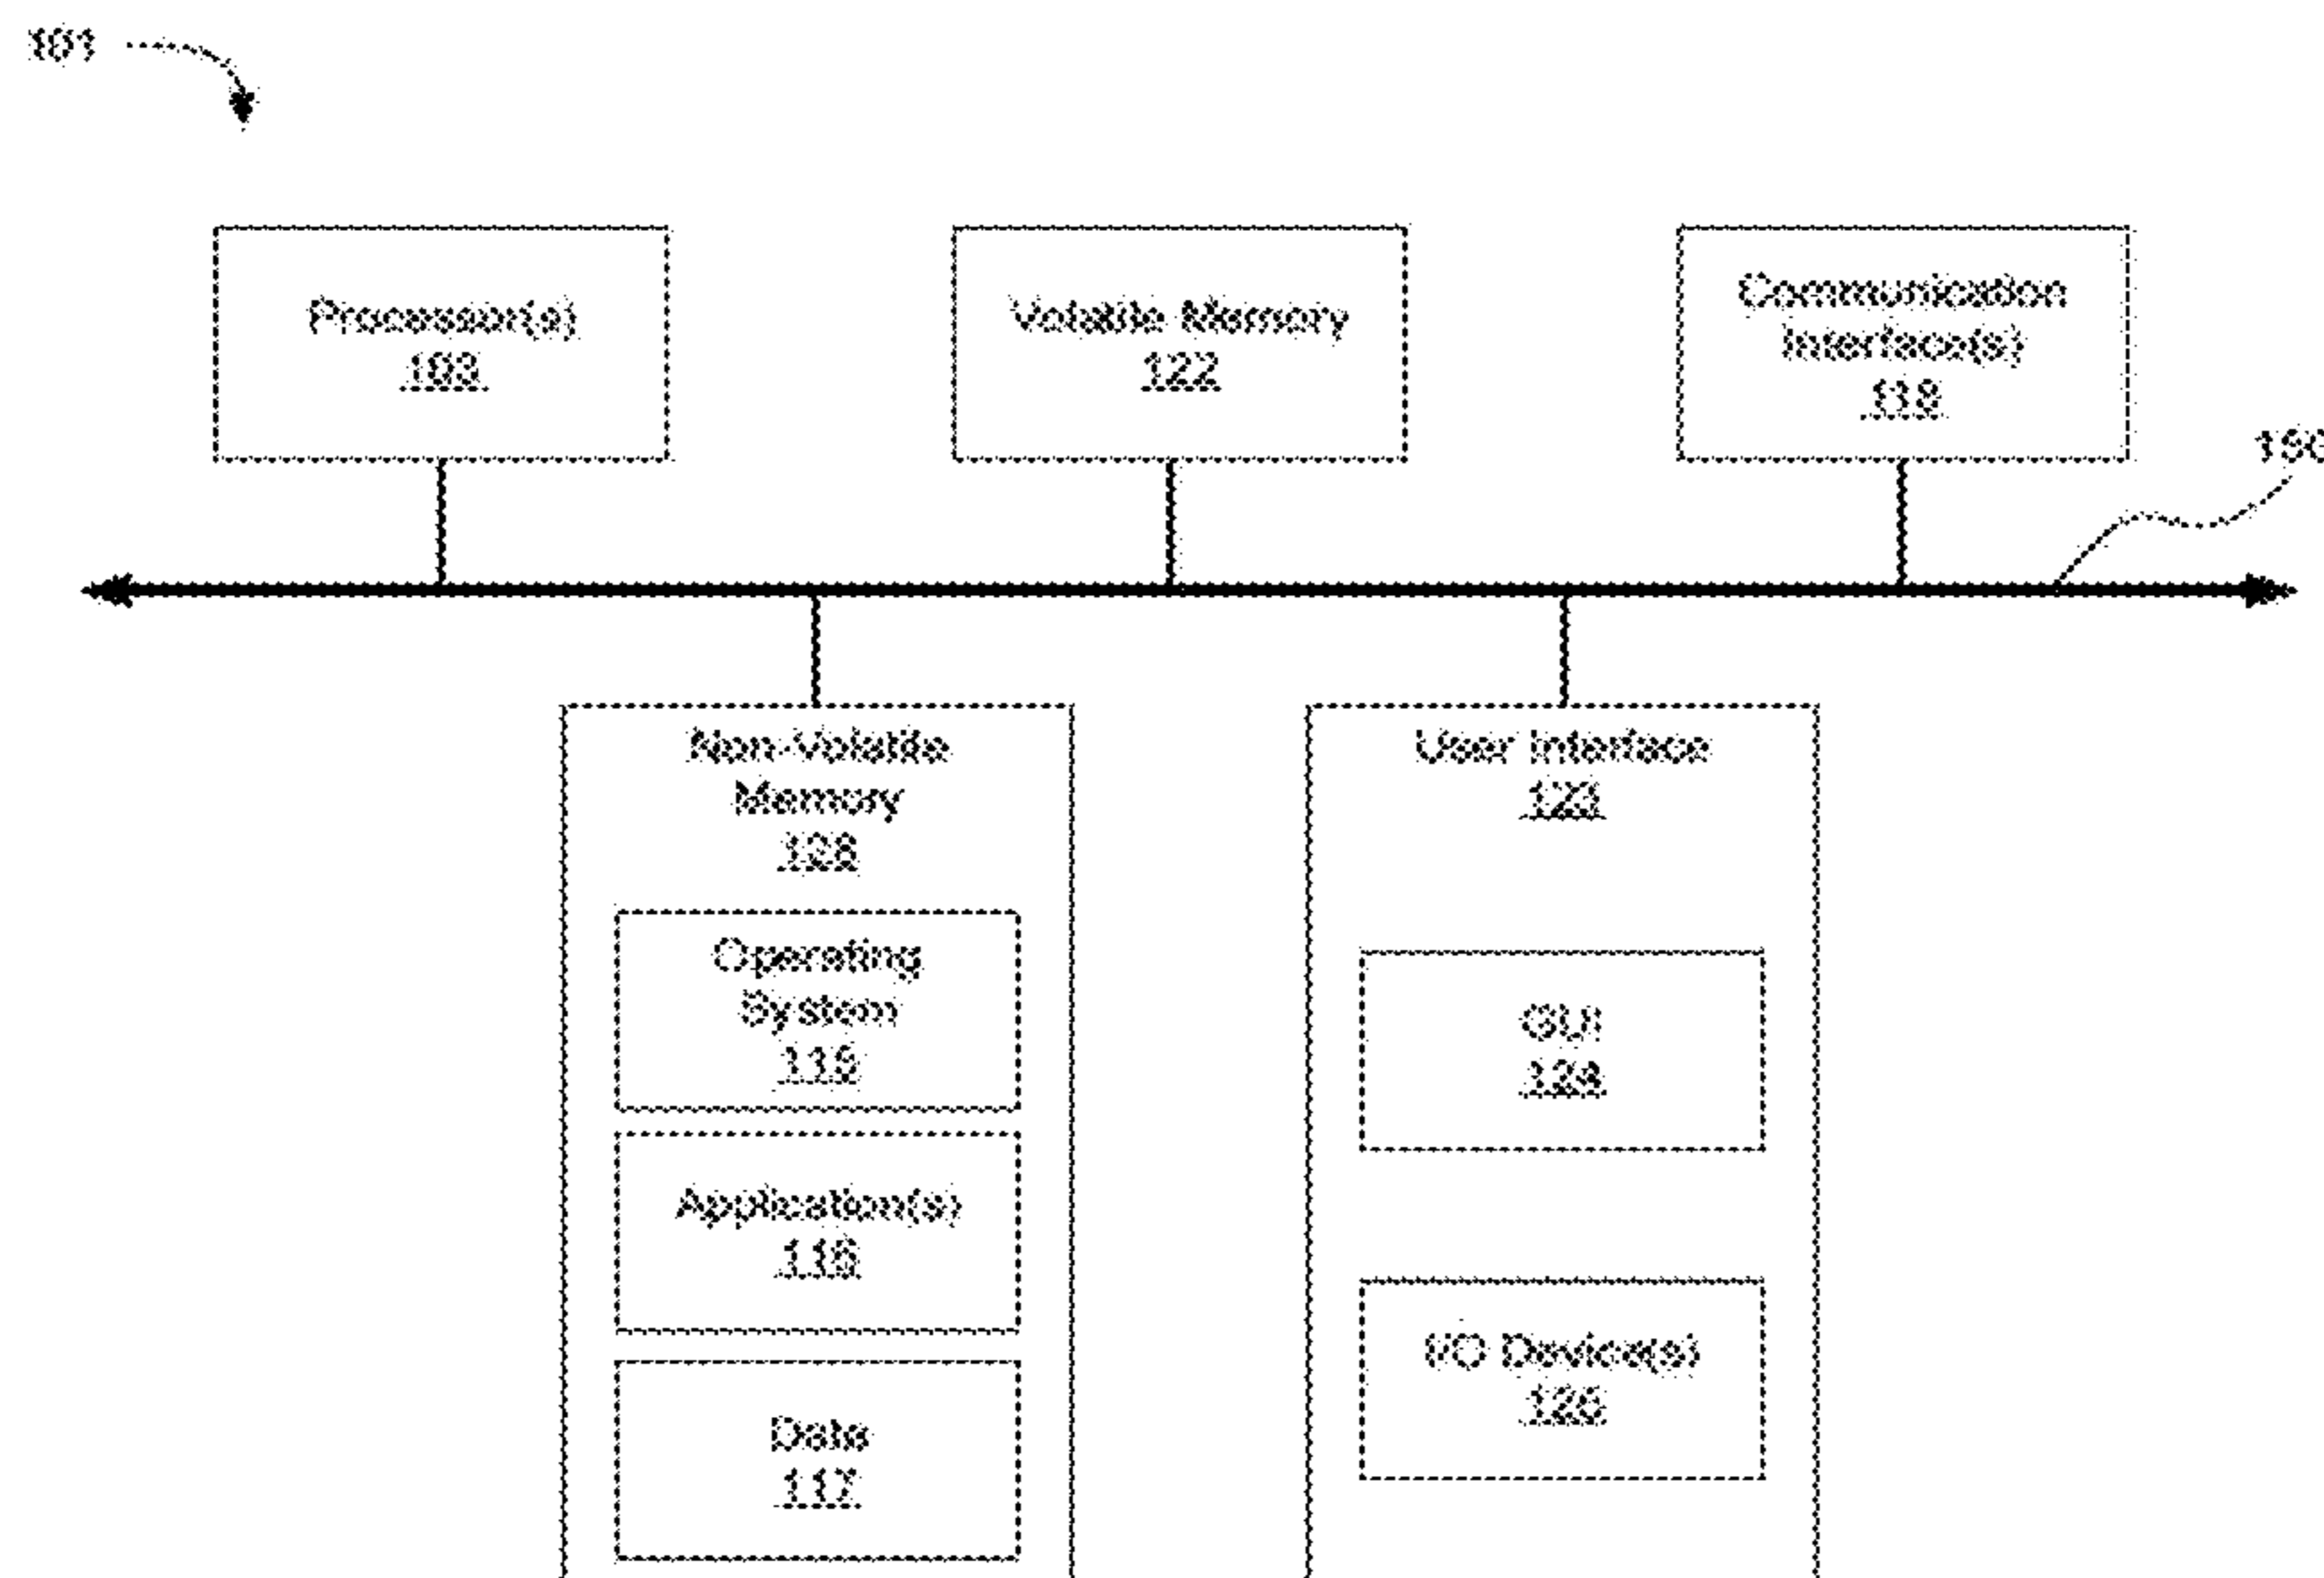 101
Processor(s)
103
Volatile Memory
122
Communication
Interface(s)
118
User Interface
123
Non-Volatile
Memory
128
Operating
System
115
Application(s)
116
Data
117
GUI
124
I/O Device(s)
126